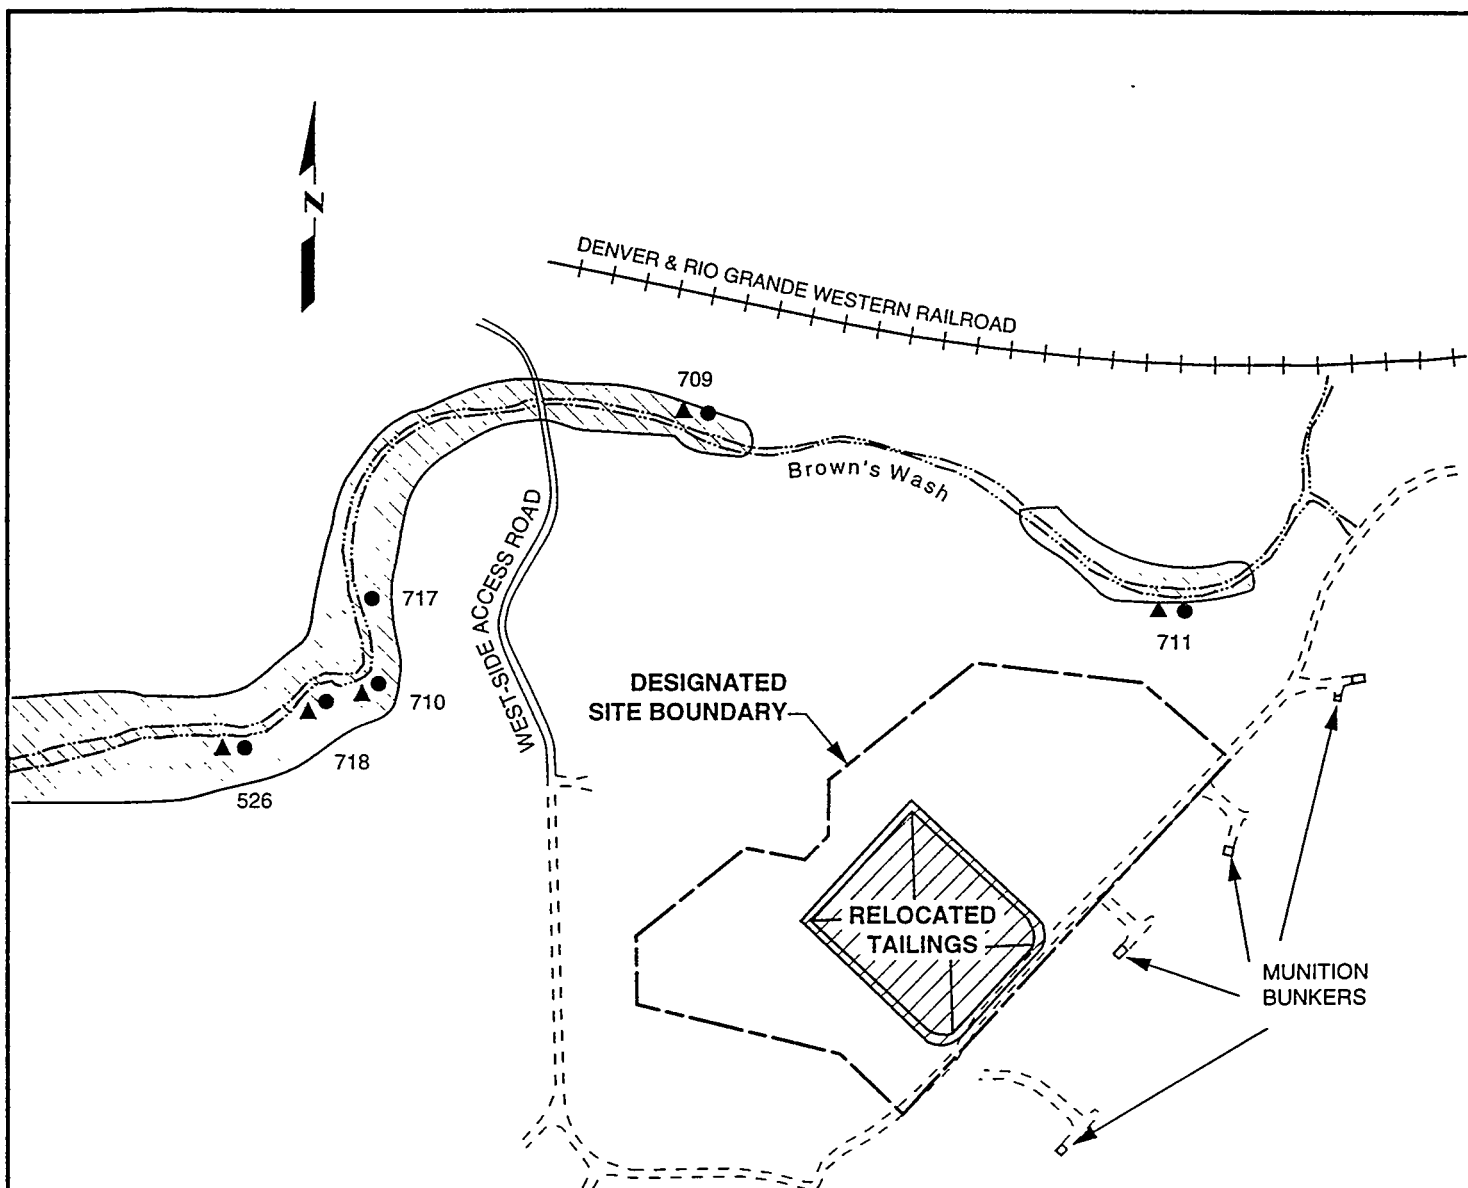 N
DENVER & RIO GRANDE WESTERN RAILROAD
709
Brown's Wash
WEST-SIDE ACCESS ROAD
717
711
DESIGNATED
SITE BOUNDARY
710
718
526
RELOCATED
TAILINGS
MUNITION
BUNKERS